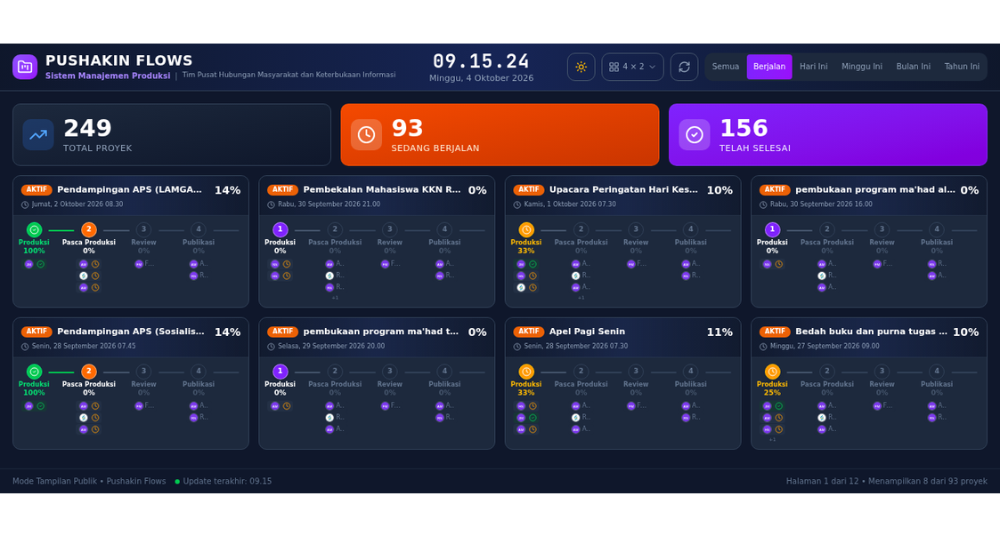 PUSHAKIN FLOWS
Sistem Manajemen Produksi | Tim Pusat Hubungan Masyarakat dan Keterbukaan Informasi
09.15.24
Minggu, 4 Oktober 2026
4 × 2
Semua Berjalan Hari Ini Minggu Ini Bulan Ini Tahun Ini
249
TOTAL PROYEK
93
SEDANG BERJALAN
156
TELAH SELESAI
AKTIF Pendampingan APS (LAMGA... 14%
Jumat, 2 Oktober 2026 08.30
2 3 4
Produksi Pasca Produksi Review Publikasi
100% 0% 0% 0%
F... A..
R..
AKTIF Pembekalan Mahasiswa KKN R... 0%
Rabu, 30 September 2026 21.00
1 2 3 4
Produksi Pasca Produksi Review Publikasi
0% 0% 0% 0%
A.. F... A..
R.. R..
R..
+1
AKTIF Upacara Peringatan Hari Kes... 10%
Kamis, 1 Oktober 2026 07.30
2 3 4
Produksi Pasca Produksi Review Publikasi
33% 0% 0% 0%
A.. F... A..
R.. R..
A..
+1
AKTIF pembukaan program ma'had al... 0%
Rabu, 30 September 2026 16.00
1 2 3 4
Produksi Pasca Produksi Review Publikasi
0% 0% 0% 0%
A.. F... R..
R.. A..
A..
AKTIF Pendampingan APS (Sosialis... 14%
Senin, 28 September 2026 07.45
2 3 4
Produksi Pasca Produksi Review Publikasi
100% 0% 0% 0%
F... A..
R..
AKTIF pembukaan program ma'had t... 0%
Selasa, 29 September 2026 20.00
1 2 3 4
Produksi Pasca Produksi Review Publikasi
0% 0% 0% 0%
A.. F... A..
R.. R..
A..
AKTIF Apel Pagi Senin 11%
Senin, 28 September 2026 07.30
2 3 4
Produksi Pasca Produksi Review Publikasi
33% 0% 0% 0%
A.. F... A..
R.. R..
A..
AKTIF Bedah buku dan purna tugas ... 10%
Minggu, 27 September 2026 09.00
2 3 4
Produksi Pasca Produksi Review Publikasi
25% 0% 0% 0%
A.. F... A..
R.. R..
A..
+1
Mode Tampilan Publik • Pushakin Flows Update terakhir: 09.15
Halaman 1 dari 12 • Menampilkan 8 dari 93 proyek